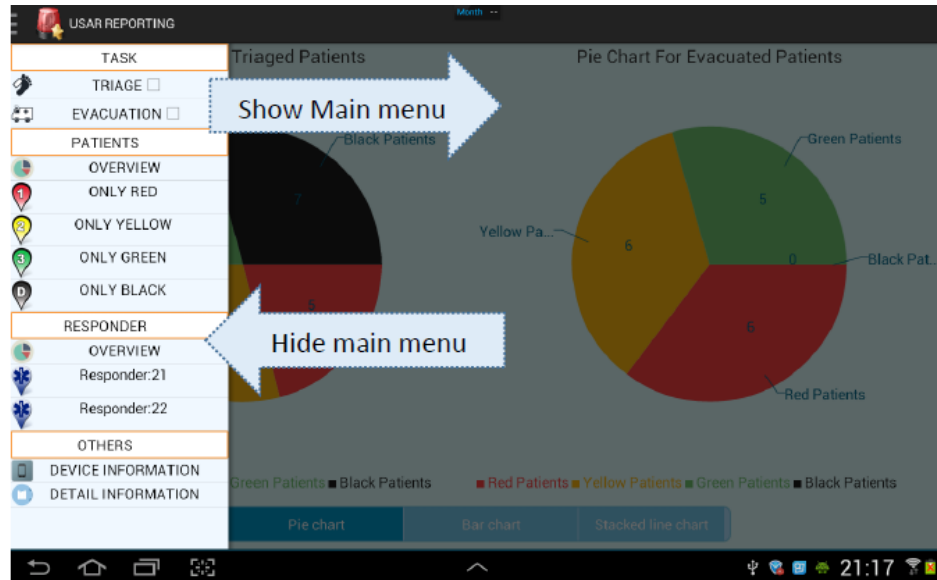 Month --
USAR REPORTING
TASK
TRIAGE
EVACUATION
PATIENTS
OVERVIEW
1 ONLY RED
2 ONLY YELLOW
3 ONLY GREEN
D ONLY BLACK
RESPONDER
OVERVIEW
Responder:21
Responder:22
OTHERS
DEVICE INFORMATION
DETAIL INFORMATION
Show Main menu
Hide main menu
Triaged Patients
Black Patients
7
5
Green Patients Black Patients
Pie Chart For Evacuated Patients
Green Patients
5
Yellow Pa...
6
0
Black Pat...
6
Red Patients
Red Patients Yellow Patients Green Patients Black Patients
Pie chart Bar chart Stacked line chart
21:17